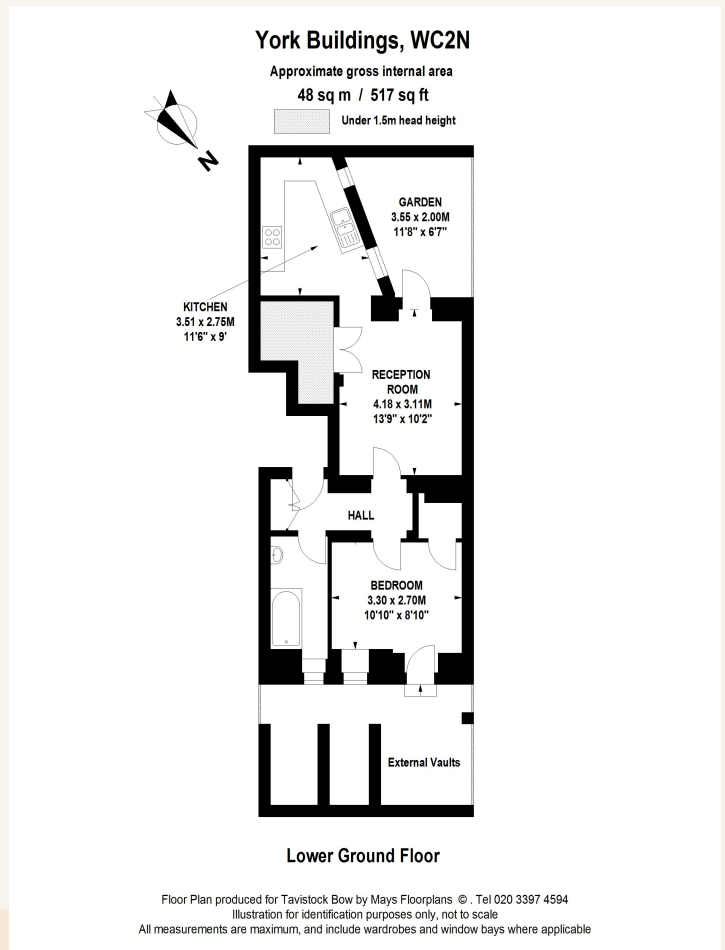 York Buildings, WC2N
Approximate gross internal area
48 sq m / 517 sq ft
Under 1.5m head height
N
GARDEN
3.55 x 2.00M
11'8" x 6'7"
KITCHEN
3.51 x 2.75M
11'6" x 9'
RECEPTION
ROOM
4.18 x 3.11M
13'9" x 10'2"
HALL
BEDROOM
3.30 x 2.70M
10'10" x 8'10"
External Vaults
Lower Ground Floor
Floor Plan produced for Tavistock Bow by Mays Floorplans © . Tel 020 3397 4594
Illustration for identification purposes only, not to scale
All measurements are maximum, and include wardrobes and window bays where applicable